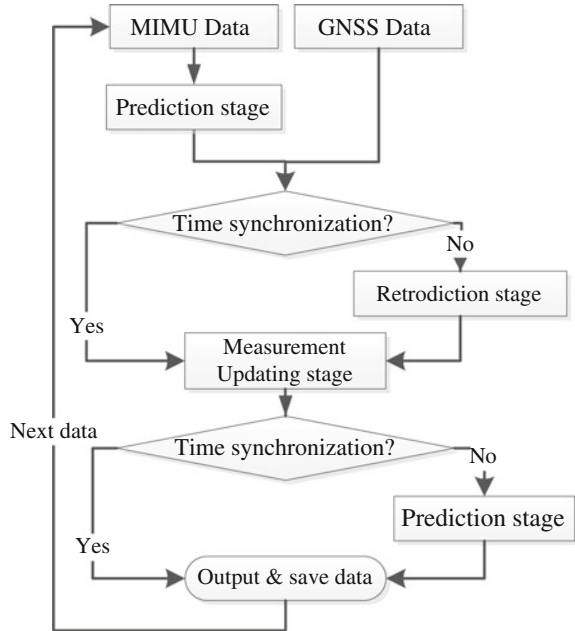 MIMU Data
GNSS Data
Prediction stage
Time synchronization?
No
Retrodiction stage
Yes
Measurement
Updating stage
Next data
Time synchronization?
No
Prediction stage
Yes
Output & save data